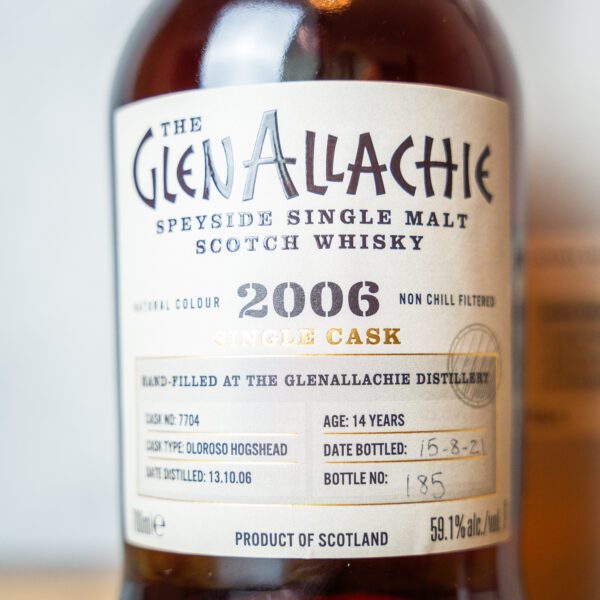 THE
GLENALLACHIE
SPEYSIDE SINGLE MALT
SCOTCH WHISKY
NATURAL COLOUR 2006 NON CHILL FILTERED
SINGLE CASK
HAND-FILLED AT THE GLENALLACHIE DISTILLERY
CASK NO: 7704
CASK TYPE: OLOROSO HOGSHEAD
DATE DISTILLED: 13.10.06
AGE: 14 YEARS
DATE BOTTLED: 15-8-21
BOTTLE NO: 185
700ml e
PRODUCT OF SCOTLAND
59.1% alc./vol.